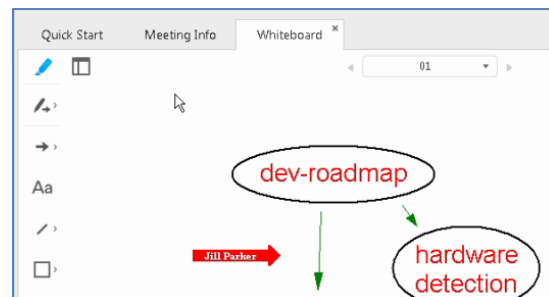 Quick Start Meeting Info Whiteboard ×
01
Aa
dev-roadmap
Jill Parker
hardware
detection